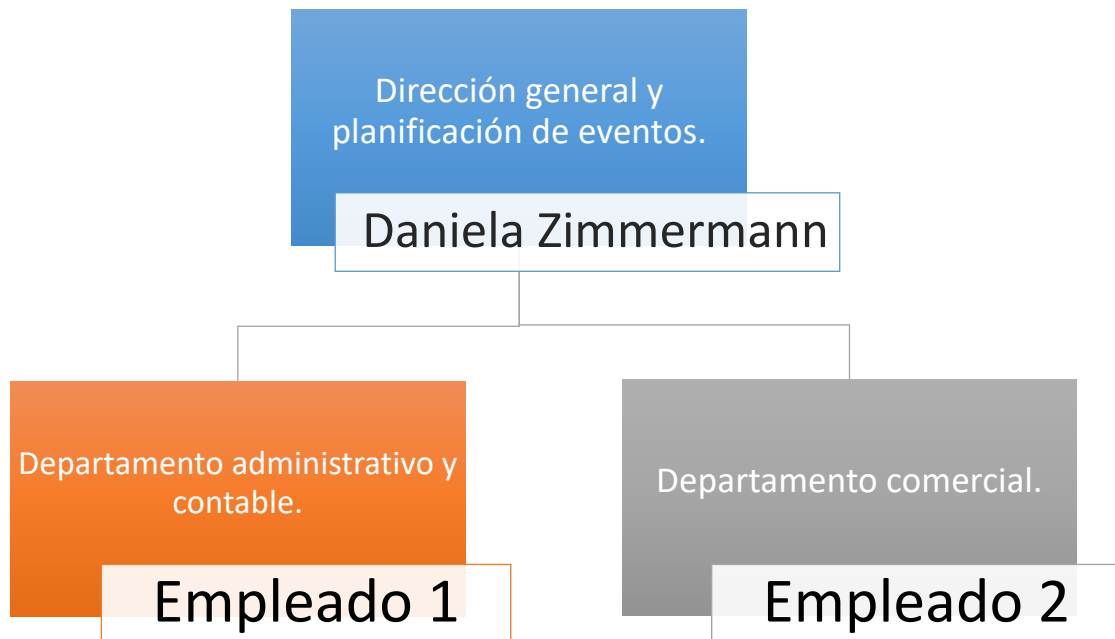 Dirección general y
planificación de eventos.
Daniela Zimmermann
Departamento administrativo y
contable.
Empleado 1
Departamento comercial.
Empleado 2